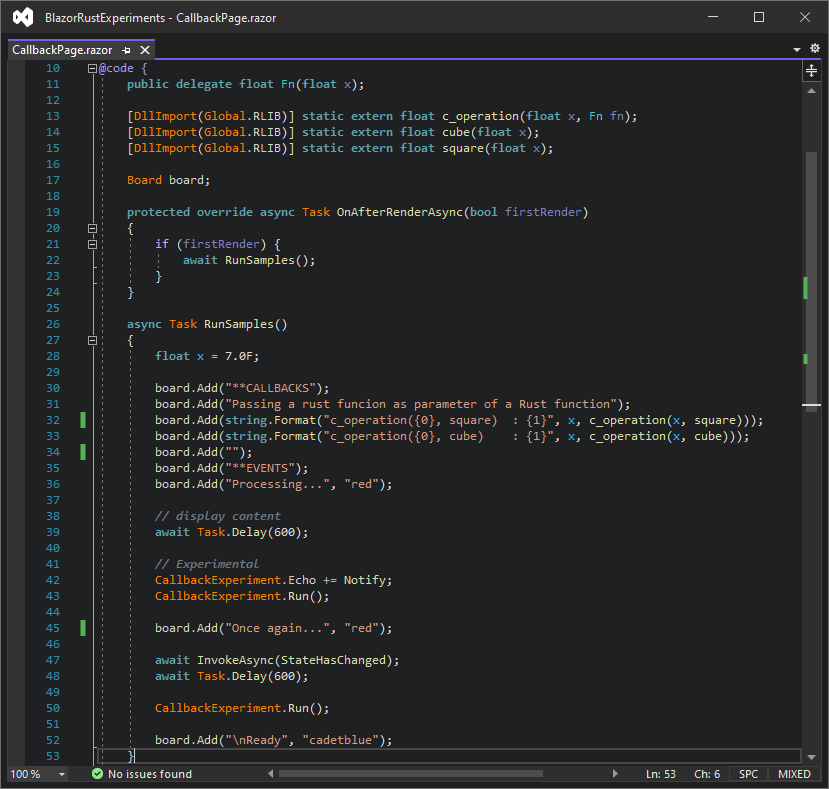 BlazorRustExperiments - CallbackPage.razor
CallbackPage.razor
10 @code {
11 public delegate float Fn(float x);
12
13 [DllImport(Global.RLIB)] static extern float c_operation(float x, Fn fn);
14 [DllImport(Global.RLIB)] static extern float cube(float x);
15 [DllImport(Global.RLIB)] static extern float square(float x);
16
17 Board board;
18
19 protected override async Task OnAfterRenderAsync(bool firstRender)
20 {
21 if (firstRender) {
22 await RunSamples();
23 }
24 }
25
26 async Task RunSamples()
27 {
28 float x = 7.0F;
29
30 board.Add("**CALLBACKS");
31 board.Add("Passing a rust funcion as parameter of a Rust function");
32 board.Add(string.Format("c_operation({0}, square)  : {1}", x, c_operation(x, square)));
33 board.Add(string.Format("c_operation({0}, cube)    : {1}", x, c_operation(x, cube)));
34 board.Add("");
35 board.Add("**EVENTS");
36 board.Add("Processing...", "red");
37
38 // display content
39 await Task.Delay(600);
40
41 // Experimental
42 CallbackExperiment.Echo += Notify;
43 CallbackExperiment.Run();
44
45 board.Add("Once again...", "red");
46
47 await InvokeAsync(StateHasChanged);
48 await Task.Delay(600);
49
50 CallbackExperiment.Run();
51
52 board.Add("\nReady", "cadetblue");
53 }
100 % No issues found Ln: 53 Ch: 6 SPC MIXED